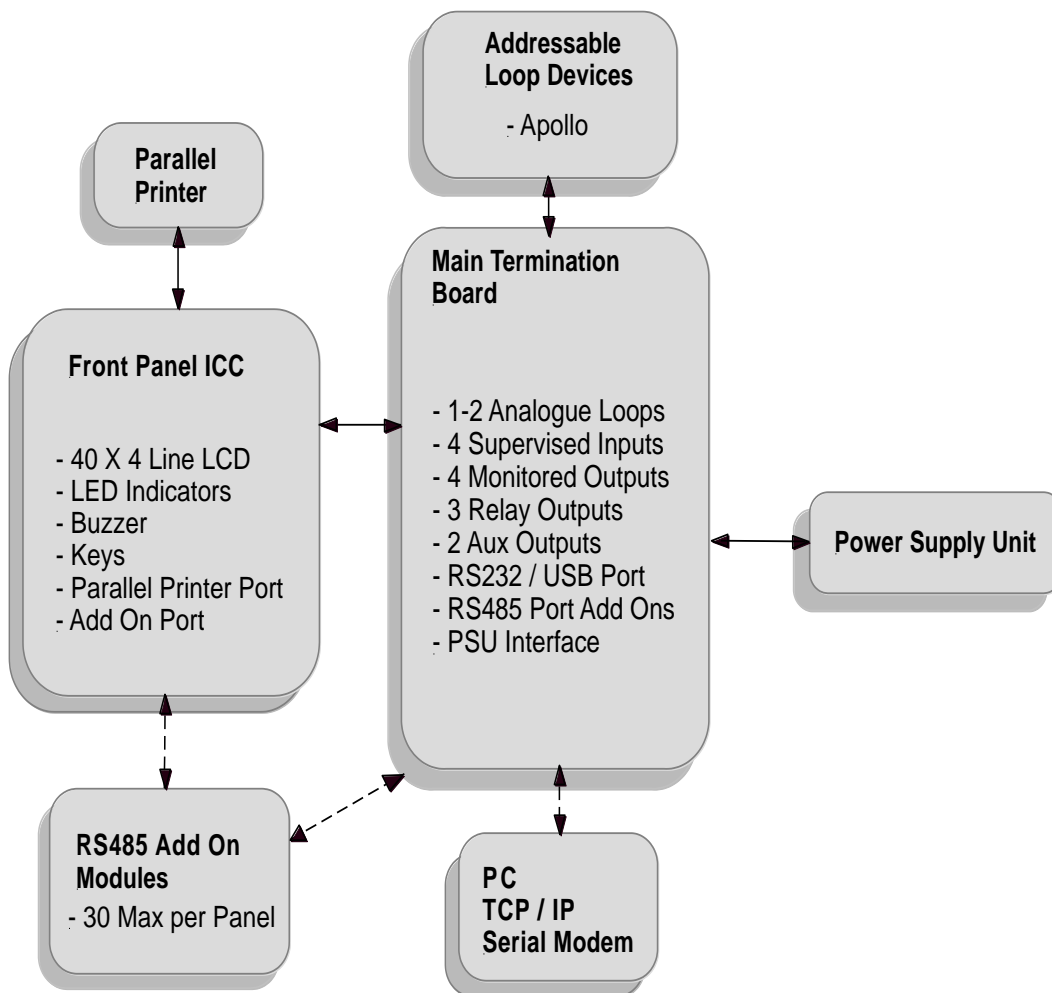 Addressable
Loop Devices
- Apollo
Parallel
Printer
Main Termination
Board
- 1-2 Analogue Loops
- 4 Supervised Inputs
- 4 Monitored Outputs
- 3 Relay Outputs
- 2 Aux Outputs
- RS232 / USB Port
- RS485 Port Add Ons
- PSU Interface
Front Panel ICC
- 40 X 4 Line LCD
- LED Indicators
- Buzzer
- Keys
- Parallel Printer Port
- Add On Port
Power Supply Unit
RS485 Add On
Modules
- 30 Max per Panel
PC
TCP / IP
Serial Modem